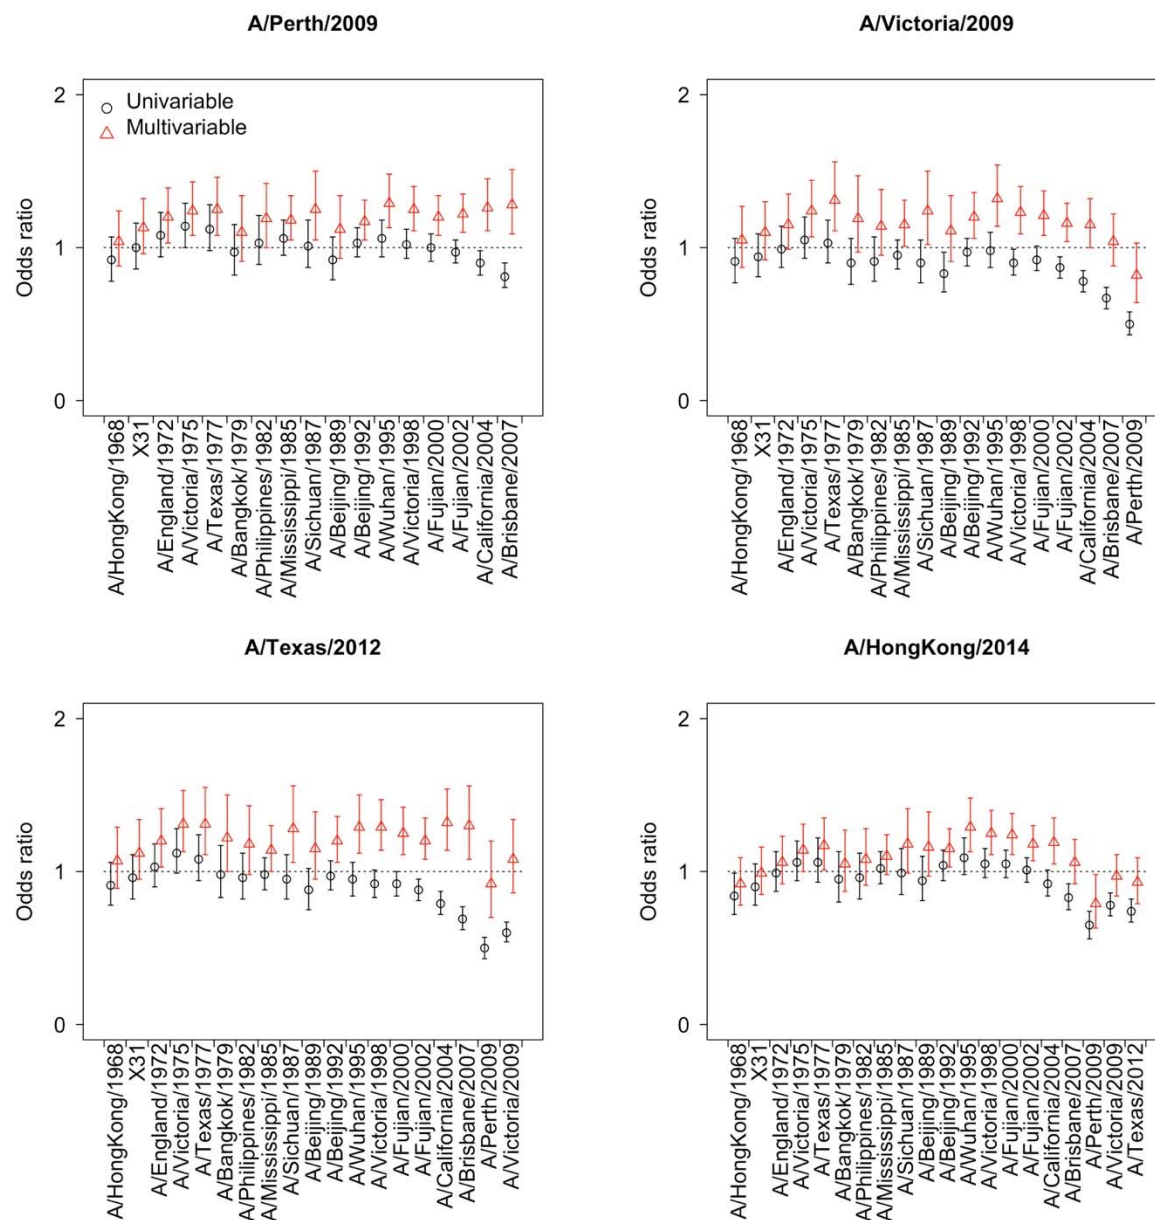 A/Perth/2009
2
1
0
Odds ratio
Univariable
Multivariable
A/HongKong/1968
X31
A/England/1972
A/Victoria/1975
A/Texas/1977
A/Bangkok/1979
A/Philippines/1982
A/Mississippi/1985
A/Sichuan/1987
A/Beijing/1989
A/Beijing/1992
A/Wuhan/1995
A/Victoria/1998
A/Fujian/2000
A/Fujian/2002
A/California/2004
A/Brisbane/2007
A/Victoria/2009
2
1
0
Odds ratio
A/HongKong/1968
X31
A/England/1972
A/Victoria/1975
A/Texas/1977
A/Bangkok/1979
A/Philippines/1982
A/Mississippi/1985
A/Sichuan/1987
A/Beijing/1989
A/Beijing/1992
A/Wuhan/1995
A/Victoria/1998
A/Fujian/2000
A/Fujian/2002
A/California/2004
A/Brisbane/2007
A/Perth/2009
A/Texas/2012
2
1
0
Odds ratio
A/HongKong/1968
X31
A/England/1972
A/Victoria/1975
A/Texas/1977
A/Bangkok/1979
A/Philippines/1982
A/Mississippi/1985
A/Sichuan/1987
A/Beijing/1989
A/Beijing/1992
A/Wuhan/1995
A/Victoria/1998
A/Fujian/2000
A/Fujian/2002
A/California/2004
A/Brisbane/2007
A/Perth/2009
A/Victoria/2009
A/HongKong/2014
2
1
0
Odds ratio
A/HongKong/1968
X31
A/England/1972
A/Victoria/1975
A/Texas/1977
A/Bangkok/1979
A/Philippines/1982
A/Mississippi/1985
A/Sichuan/1987
A/Beijing/1989
A/Beijing/1992
A/Wuhan/1995
A/Victoria/1998
A/Fujian/2000
A/Fujian/2002
A/California/2004
A/Brisbane/2007
A/Perth/2009
A/Victoria/2009
A/Texas/2012